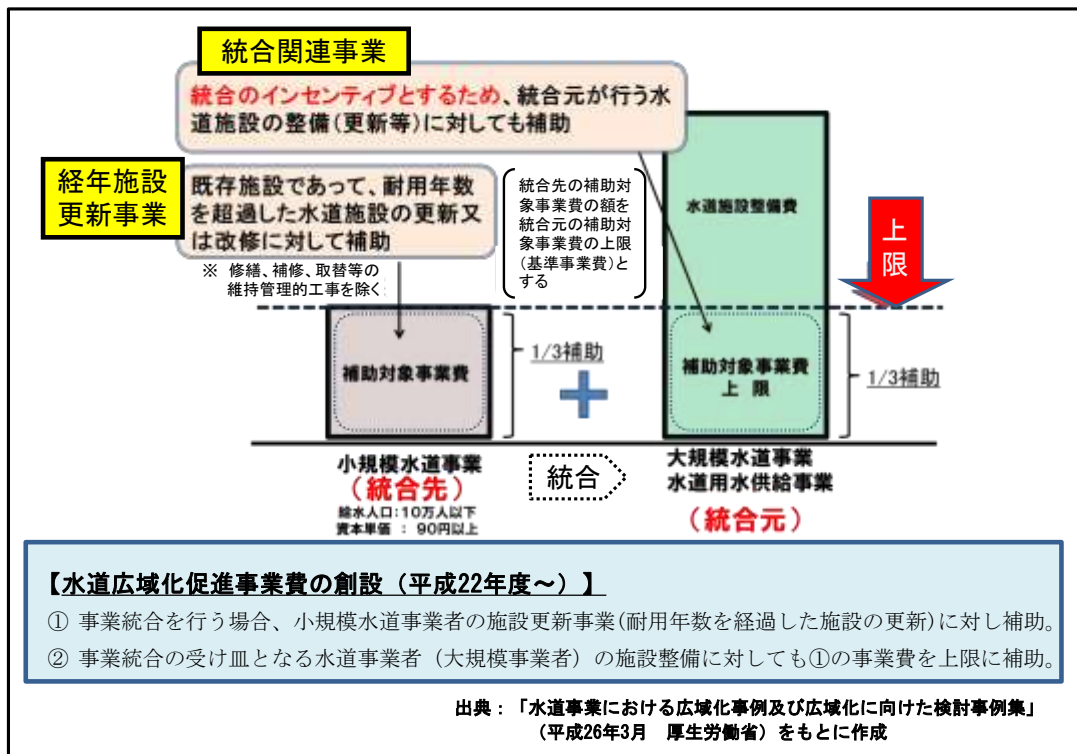 統合関連事業
統合のインセンティブとするため、統合元が行う水
道施設の整備(更新等)に対しても補助
経年施設
更新事業
既存施設であって、耐用年数
を超過した水道施設の更新又
は改修に対して補助
※ 修繕、補修、取替等の
維持管理的工事を除く
統合先の補助対
象事業費の額を
統合元の補助対
象事業費の上限
(基準事業費)と
する
水道施設整備費
上
限
補助対象事業費
1/3補助
補助対象事業費
上 限
1/3補助
小規模水道事業
(統合先)
給水人口:10万人以下
資本単価 : 90円以上
統合
大規模水道事業
水道用水供給事業
(統合元)
【水道広域化促進事業費の創設(平成22年度~)】
① 事業統合を行う場合、小規模水道事業者の施設更新事業(耐用年数を経過した施設の更新)に対し補助。
② 事業統合の受け皿となる水道事業者(大規模事業者)の施設整備に対しても①の事業費を上限に補助。
出典:「水道事業における広域化事例及び広域化に向けた検討事例集」
(平成26年3月 厚生労働省)をもとに作成